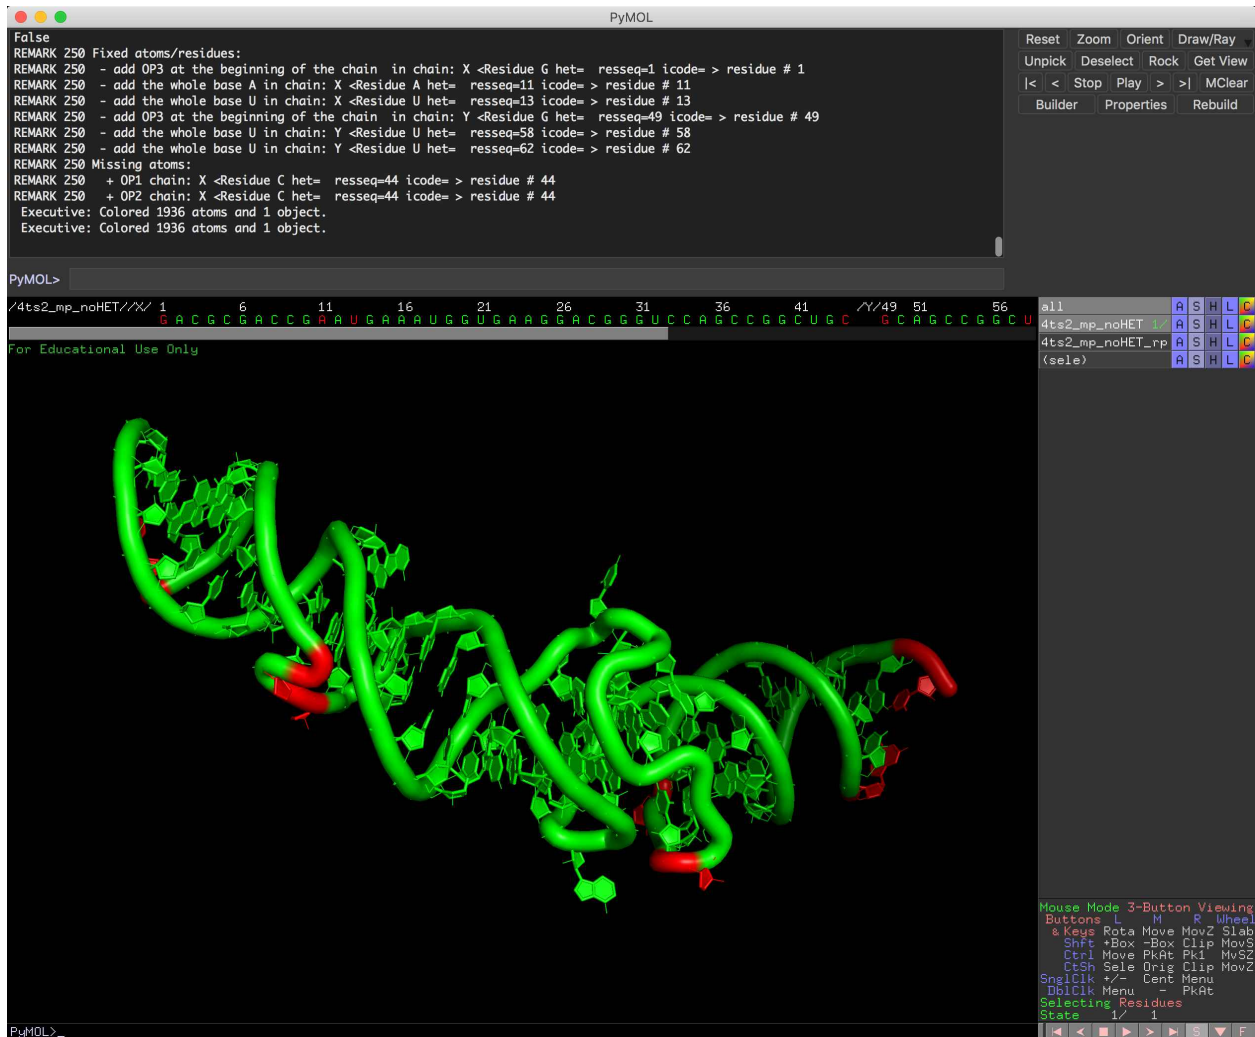 PyMOL
False
REMARK 250 Fixed atoms/residues:
REMARK 250  - add OP3 at the beginning of the chain  in chain: X <Residue G het=  resseq=1 icode= > residue # 1
REMARK 250  - add the whole base A in chain: X <Residue A het=  resseq=11 icode= > residue # 11
REMARK 250  - add the whole base U in chain: X <Residue U het=  resseq=13 icode= > residue # 13
REMARK 250  - add OP3 at the beginning of the chain  in chain: Y <Residue G het=  resseq=49 icode= > residue # 49
REMARK 250  - add the whole base U in chain: Y <Residue U het=  resseq=58 icode= > residue # 58
REMARK 250  - add the whole base U in chain: Y <Residue U het=  resseq=62 icode= > residue # 62
REMARK 250 Missing atoms:
REMARK 250   + OP1 chain: X <Residue C het=  resseq=44 icode= > residue # 44
REMARK 250   + OP2 chain: X <Residue C het=  resseq=44 icode= > residue # 44
Executive: Colored 1936 atoms and 1 object.
Executive: Colored 1936 atoms and 1 object.
Reset Zoom Orient Draw/Ray
Unpick Deselect Rock Get View
|< < Stop Play > >| MClear
Builder Properties Rebuild
PyMOL>
/4ts2_mp_noHET//X/ 1 6 11 16 21 26 31 36 41 /Y/49 51 56
G A C G C G A C C G A A U G A A A U G G U G A A G G A C G G G U C C A G C C G G C U G C G C A G C C G G C U
For Educational Use Only
all A S H L C
4ts2_mp_noHET 1/ A S H L C
4ts2_mp_noHET_rp A S H L C
(sele) A S H L C
Mouse Mode 3-Button Viewing
Buttons L M R Wheel
& Keys Rota Move MovZ Slab
Shft +Box -Box Clip MovS
Ctrl Move PkAt Pk1 MvSZ
CtSh Sele Orig Clip MovZ
SnglClk +/- Cent Menu
DblClk Menu - PkAt
Selecting Residues
State 1/ 1
PyMOL>_
S F